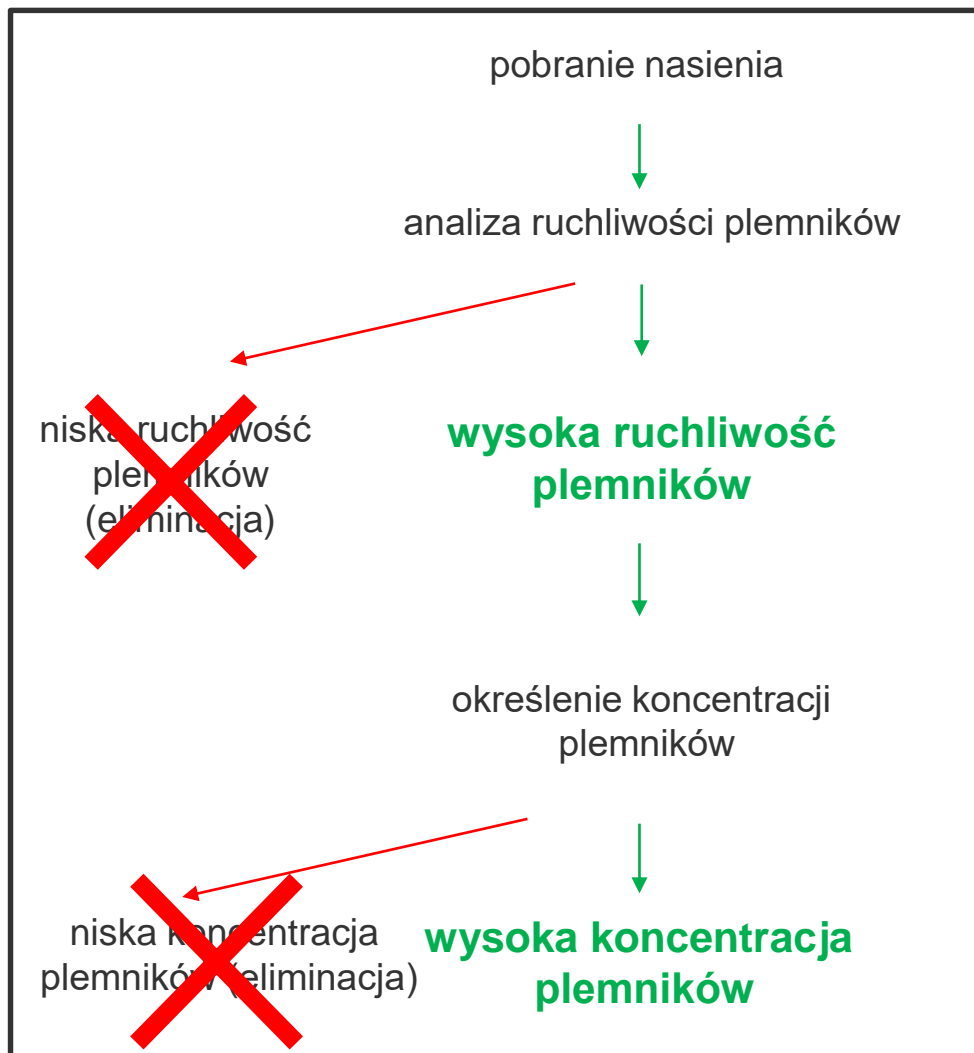 pobranie nasienia
analiza ruchliwości plemników
niska ruchliwość
plemników
(eliminacja)
wysoka ruchliwość
plemników
określenie koncentracji
plemników
niska koncentracja
plemników (eliminacja)
wysoka koncentracja
plemników